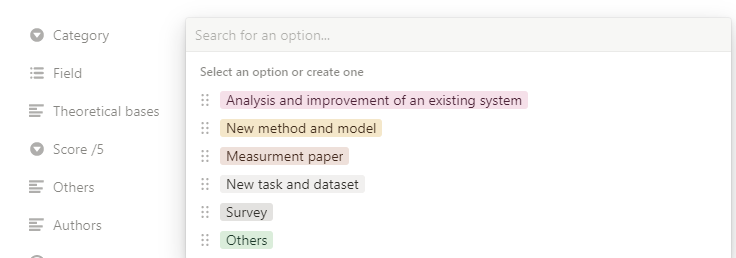 Category
Search for an option...
Field
Select an option or create one
Analysis and improvement of an existing system
Theoretical bases
New method and model
Score /5
Measurment paper
Others
New task and dataset
Authors
Survey
Others